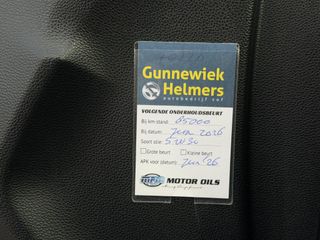 Gunnewiek
Helmers
autobedrijf vof
VOLGENDE ONDERHOUDSBEURT
Bij km-stand: 85000
Bij datum: Jun 2026
Soort olie: 5W30
Grote beurt Kleine beurt
APK voor (datum): Jun 26
MOTOR OILS